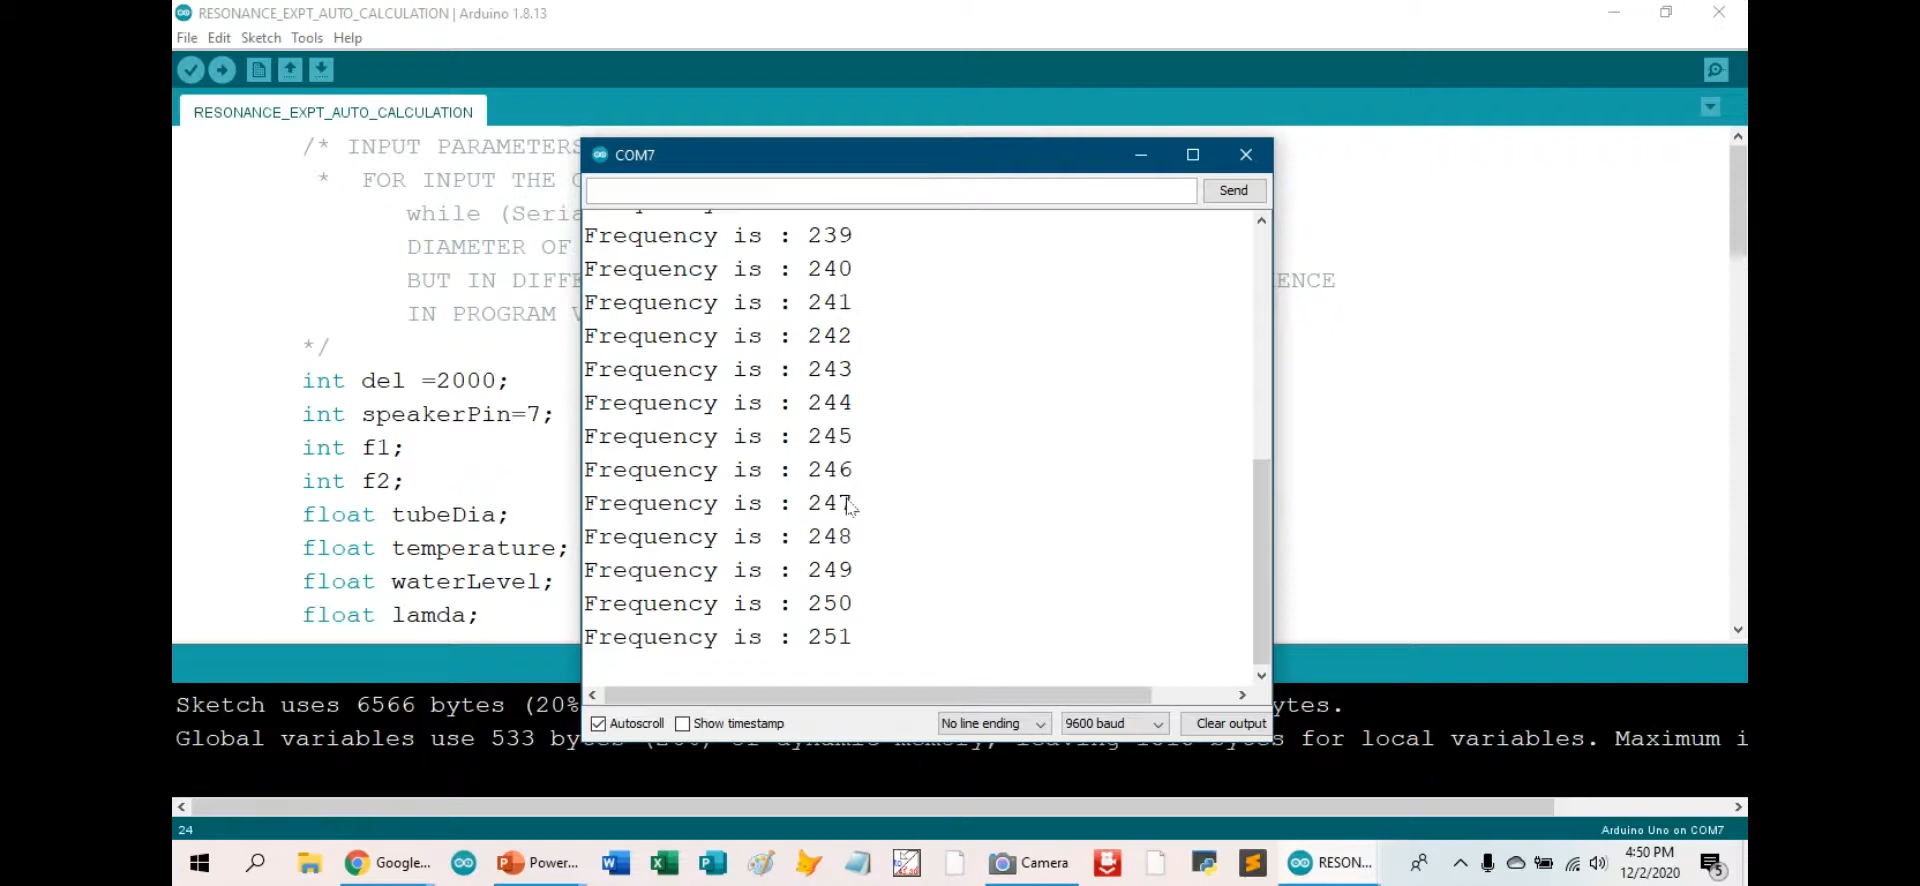 RESONANCE_EXPT_AUTO_CALCULATION | Arduino 1.8.13
File Edit Sketch Tools Help
RESONANCE_EXPT_AUTO_CALCULATION
/* INPUT PARAMETERS
* FOR INPUT THE
while (Seria
DIAMETER OF
BUT IN DIFFE ENCE
IN PROGRAM
*/
int del =2000;
int speakerPin=7;
int f1;
int f2;
float tubeDia;
float temperature;
float waterLevel;
float lamda;
COM7
Send
Frequency is : 239
Frequency is : 240
Frequency is : 241
Frequency is : 242
Frequency is : 243
Frequency is : 244
Frequency is : 245
Frequency is : 246
Frequency is : 247
Frequency is : 248
Frequency is : 249
Frequency is : 250
Frequency is : 251
Autoscroll Show timestamp No line ending 9600 baud Clear output
Sketch uses 6566 bytes (20% ytes.
Global variables use 533 for local variables. Maximum i
24
Arduino Uno on COM7
Google... Power... Camera RESON...
4:50 PM
12/2/2020
5